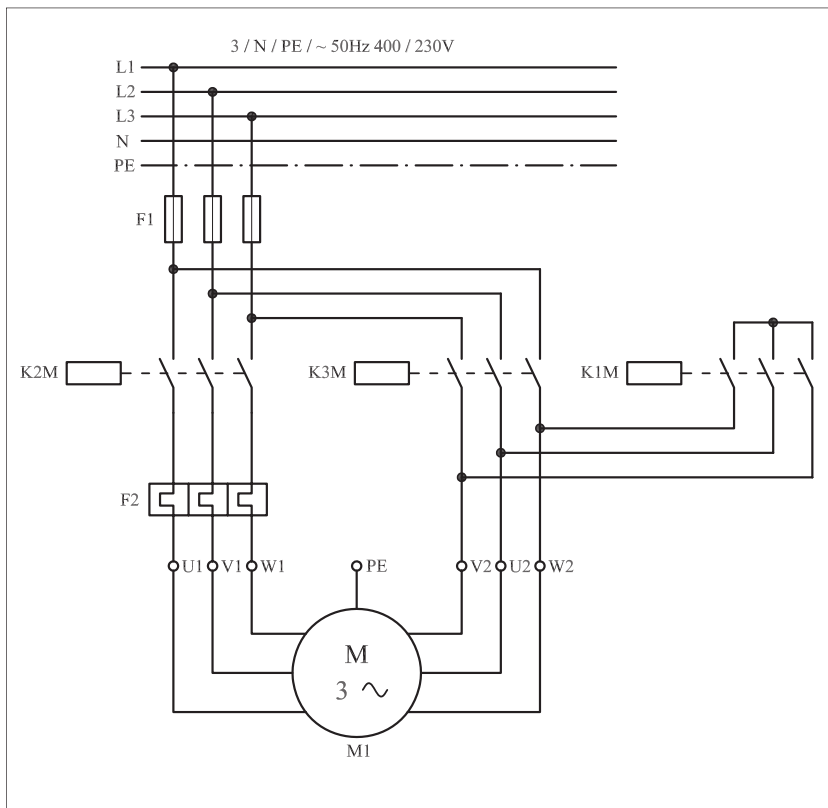 3 / N / PE / ~ 50Hz 400 / 230V
L1
L2
L3
N
PE
F1
K2M
K3M
K1M
F2
U1 V1 W1 PE V2 U2 W2
M
3 ~
M1